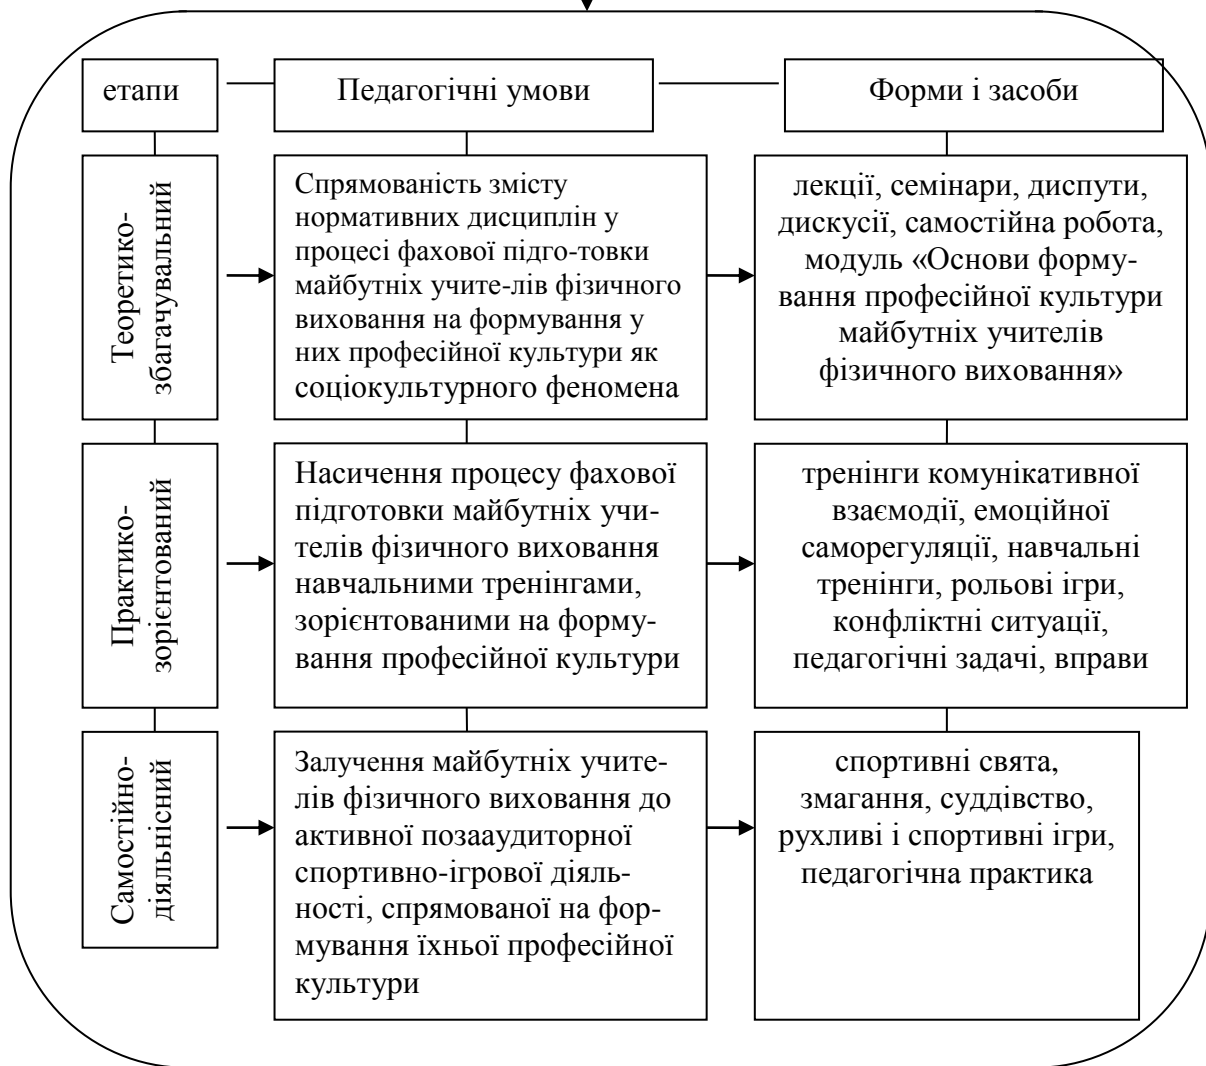 етапи
Педагогічні умови
Форми і засоби
Теоретико-
збагачувальний
Спрямованість змісту
нормативних дисциплін у
процесі фахової підго-товки
майбутніх учите-лів фізичного
виховання на формування у
них професійної культури як
соціокультурного феномена
лекції, семінари, диспути,
дискусії, самостійна робота,
модуль «Основи форму-
вання професійної культури
майбутніх учителів
фізичного виховання»
Практико-
зорієнтований
Насичення процесу фахової
підготовки майбутніх учи-
телів фізичного виховання
навчальними тренінгами,
зорієнтованими на форму-
вання професійної культури
тренінги комунікативної
взаємодії, емоційної
саморегуляції, навчальні
тренінги, рольові ігри,
конфліктні ситуації,
педагогічні задачі, вправи
Самостійно-
діяльнісний
Залучення майбутніх учите-
лів фізичного виховання до
активної позааудиторної
спортивно-ігрової діяль-
ності, спрямованої на фор-
мування їхньої професійної
культури
спортивні свята,
змагання, суддівство,
рухливі і спортивні ігри,
педагогічна практика